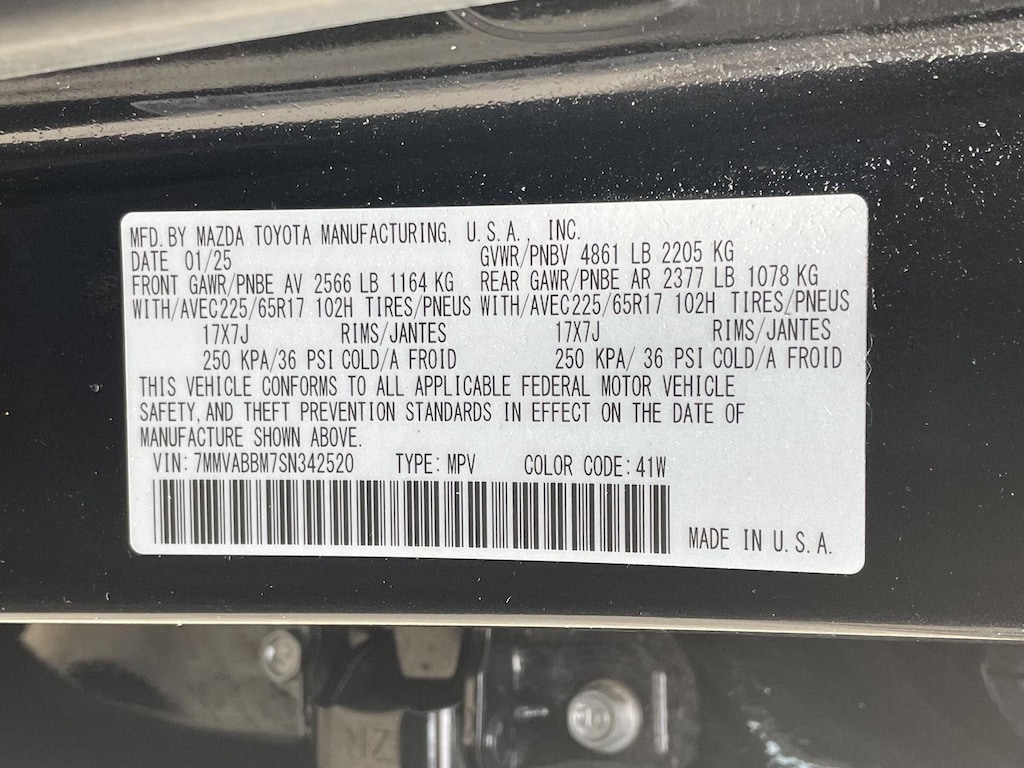 MFD. BY MAZDA TOYOTA MANUFACTURING, U.S.A., INC.
DATE 01/25 GVWR/PNBV 4861 LB 2205 KG
FRONT GAWR/PNBE AV 2566 LB 1164 KG REAR GAWR/PNBE AR 2377 LB 1078 KG
WITH/AVEC225/65R17 102H TIRES/PNEUS WITH/AVEC225/65R17 102H TIRES/PNEUS
17X7J RIMS/JANTES 17X7J RIMS/JANTES
250 KPA/36 PSI COLD/A FROID 250 KPA/ 36 PSI COLD/A FROID
THIS VEHICLE CONFORMS TO ALL APPLICABLE FEDERAL MOTOR VEHICLE
SAFETY, AND THEFT PREVENTION STANDARDS IN EFFECT ON THE DATE OF
MANUFACTURE SHOWN ABOVE.
VIN: 7MMVABBM7SN342520 TYPE: MPV COLOR CODE: 41W
MADE IN U.S.A.